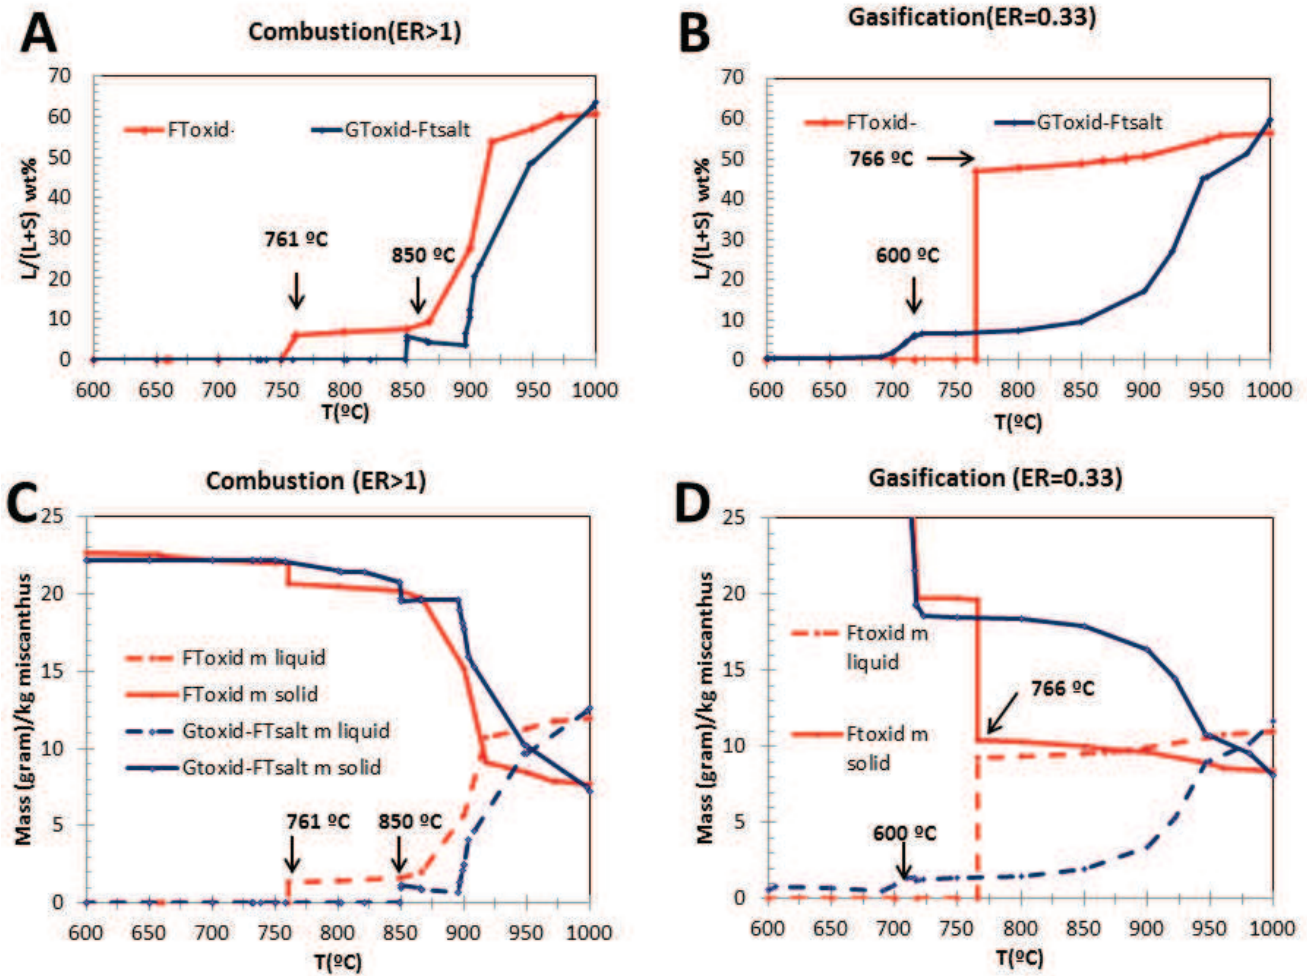 A
Combustion(ER>1)
70
60
50
40
30
20
10
0
L/(L+S) wt%
FToxid-
GToxid-Ftsalt
761 ºC
850 ºC
600 650 700 750 800 850 900 950 1000
T(ºC)
B
Gasification(ER=0.33)
70
60
50
40
30
20
10
0
L/(L+S) wt%
FToxid-
GToxid-Ftsalt
766 ºC
600 ºC
600 650 700 750 800 850 900 950 1000
T(ºC)
C
Combustion (ER>1)
25
20
15
10
5
0
Mass (gram)/kg miscanthus
FToxid m liquid
FToxid m solid
Gtoxid-FTsalt m liquid
Gtoxid-FTsalt m solid
761 ºC
850 ºC
600 650 700 750 800 850 900 950 1000
T(ºC)
D
Gasification (ER=0.33)
25
20
15
10
5
0
Mass (gram)/kg miscanthus
Ftoxid m
liquid
766 ºC
Ftoxid m
solid
600 ºC
600 650 700 750 800 850 900 950 1000
T(ºC)